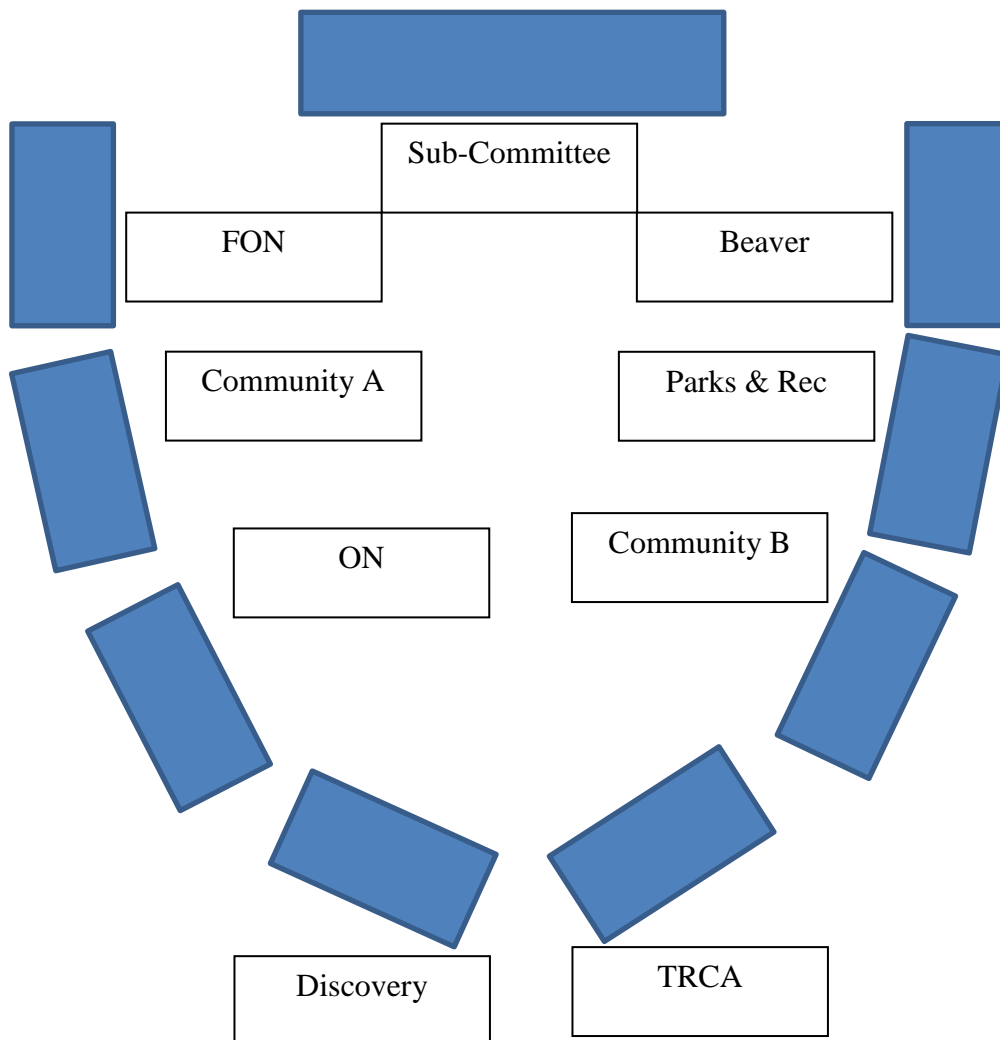 Sub-Committee
FON
Beaver
Community A
Parks & Rec
ON
Community B
Discovery
TRCA